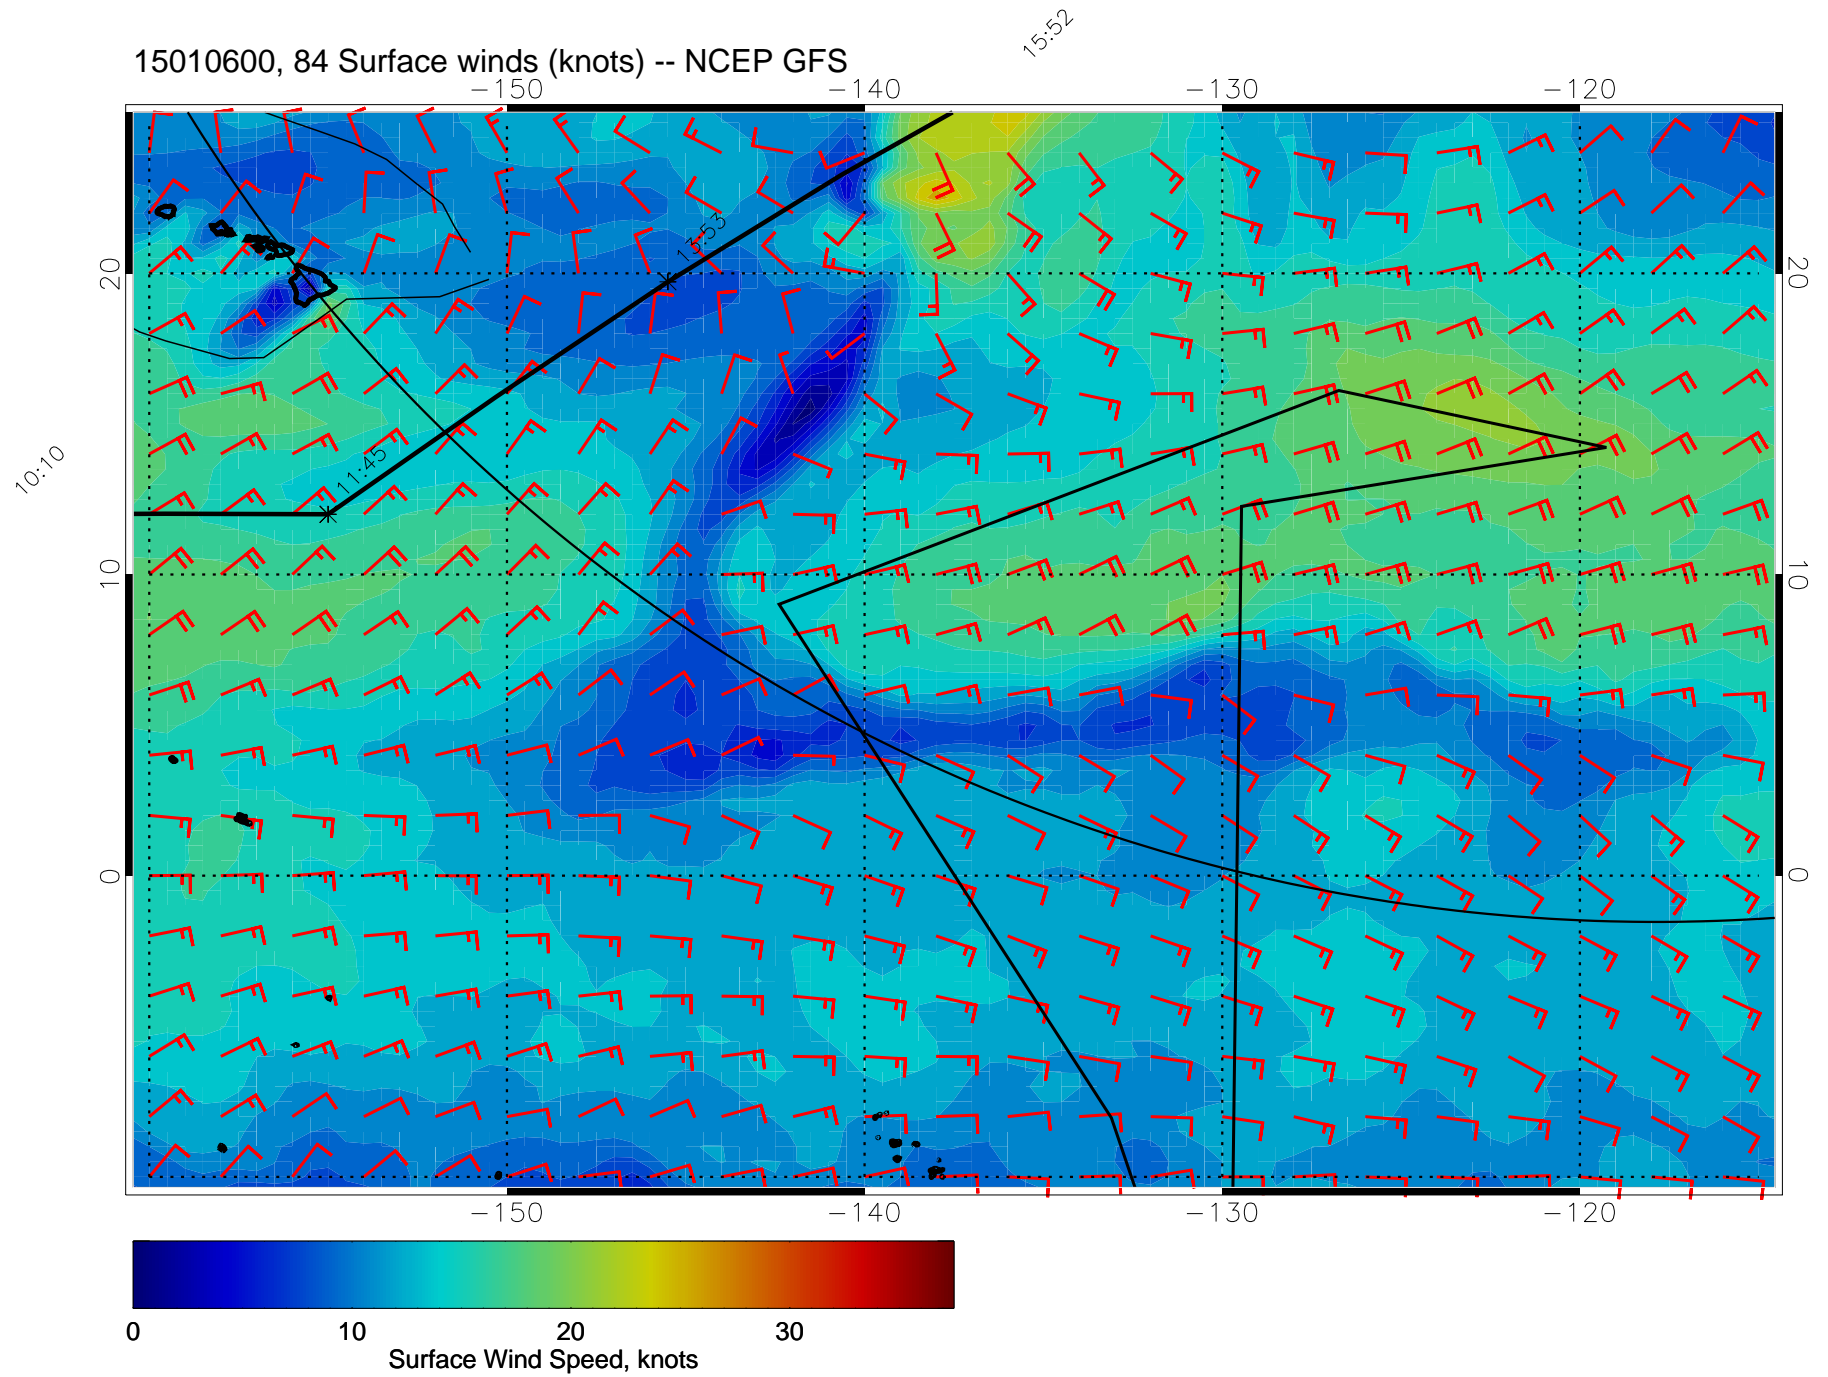 15:52
15010600, 84 Surface winds (knots) -- NCEP GFS
-150 -140 -130 -120
20 20
13:53
10:10
11:45
10 10
0 0
-150 -140 -130 -120
0 10 20 30
Surface Wind Speed, knots